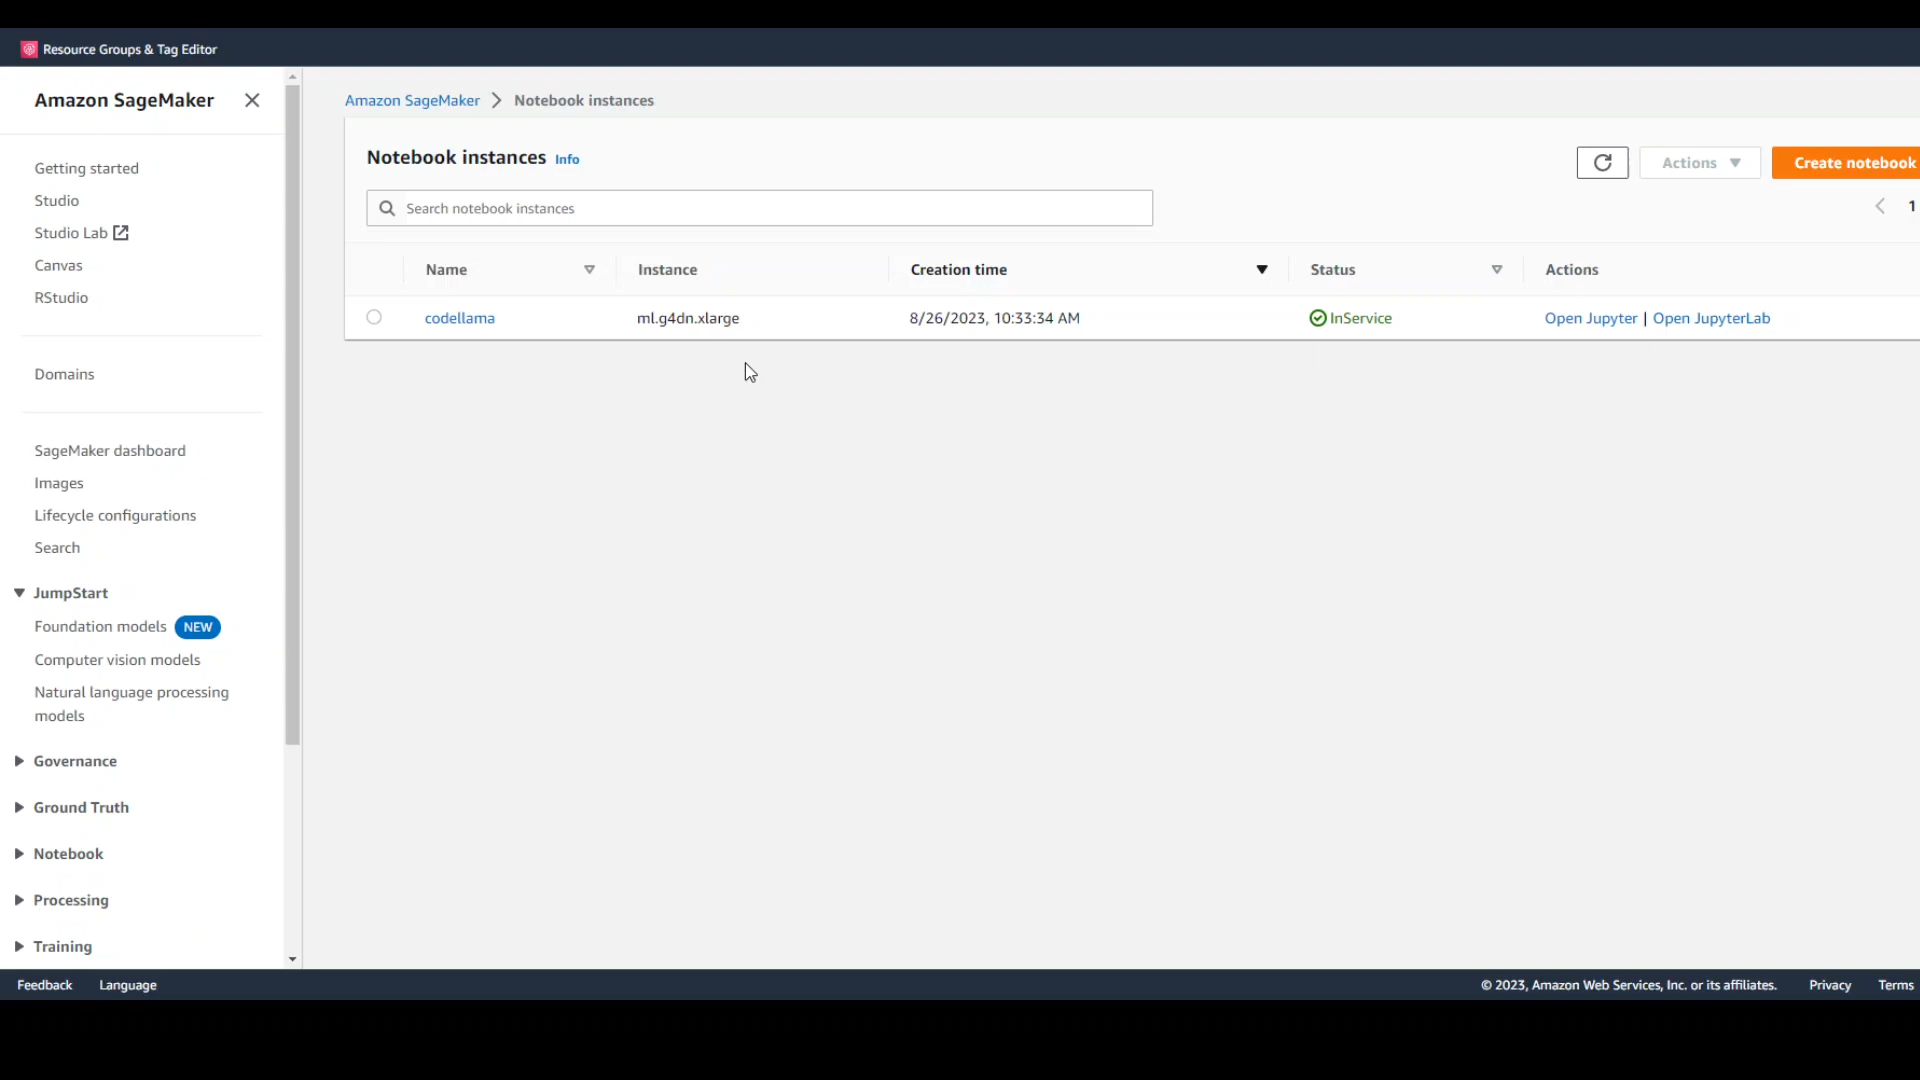 Resource Groups & Tag Editor
Amazon SageMaker
Getting started
Studio
Studio Lab
Canvas
RStudio
Domains
SageMaker dashboard
Images
Lifecycle configurations
Search
JumpStart
Foundation models NEW
Computer vision models
Natural language processing
models
Governance
Ground Truth
Notebook
Processing
Training
Amazon SageMaker > Notebook instances
Notebook instances Info
Actions
Create notebook
Search notebook instances
1
Name Instance Creation time Status Actions
codellama ml.g4dn.xlarge 8/26/2023, 10:33:34 AM InService Open Jupyter | Open JupyterLab
Feedback Language © 2023, Amazon Web Services, Inc. or its affiliates. Privacy Terms